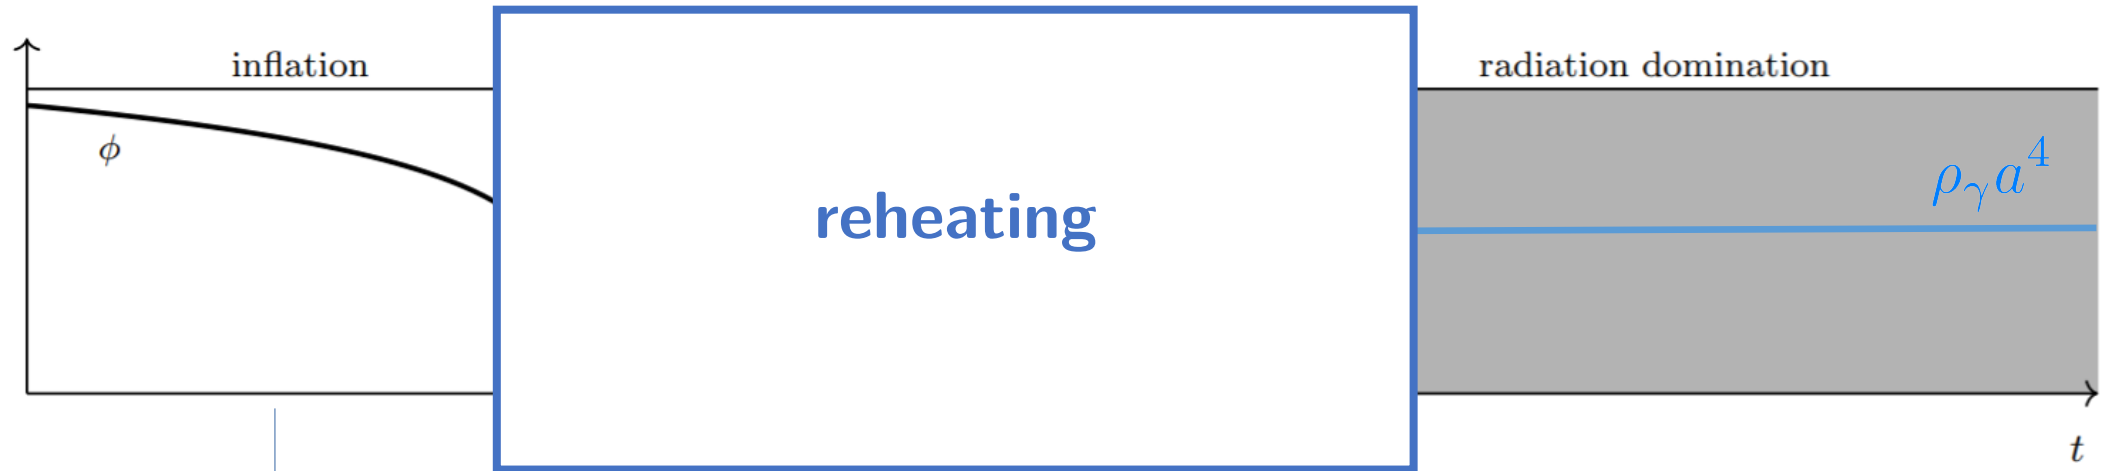 inflation
radiation domination
ϕ
reheating
ργa⁴
t